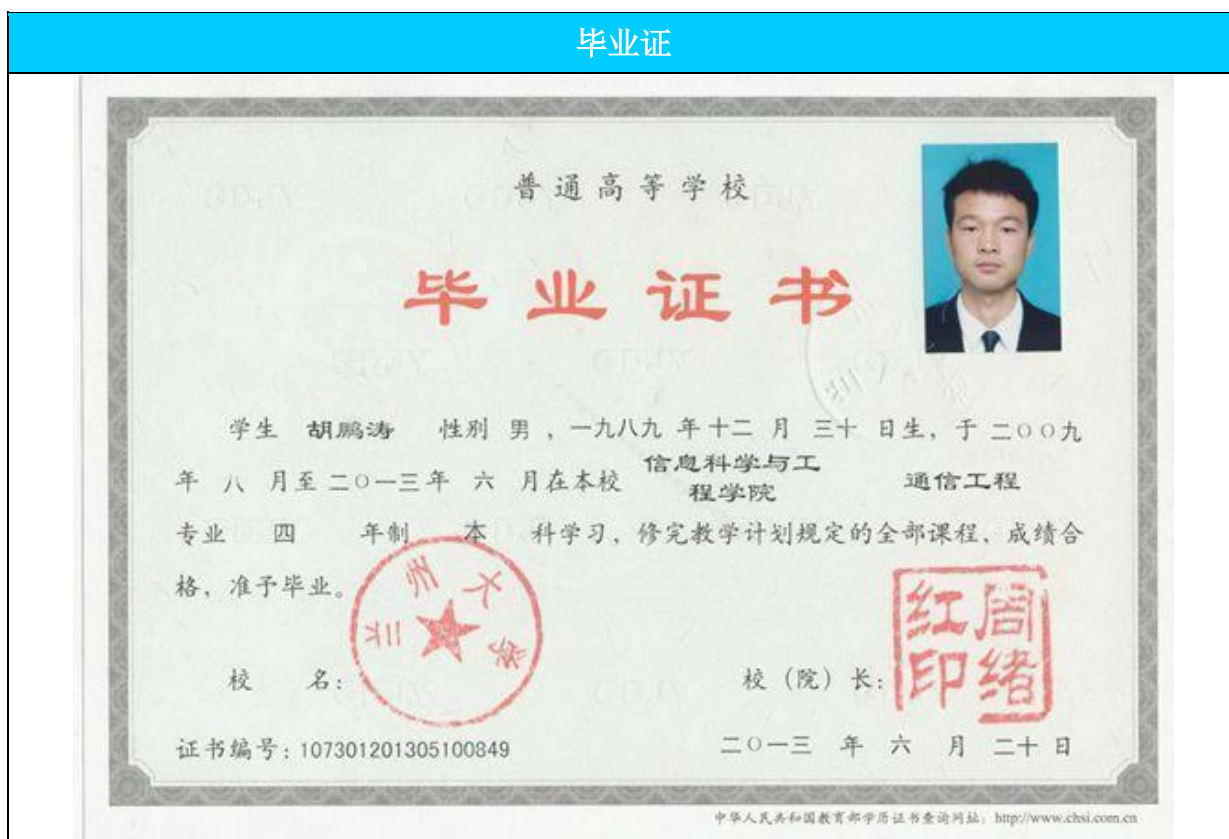 毕业证
普通高等学校
毕业证书
学生 胡鹏涛 性别 男，一九八九 年十二 月 三十 日生，于 二○○九
年 八 月至 二○一三年 六 月在本校 信息科学与工程学院 通信工程
专业 四 年制 本 科学习，修完教学计划规定的全部课程，成绩合
格，准予毕业。
兰州大学
校 名：
校（院）长：
周绪红印
证书编号：107301201305100849
二○一三 年 六 月 二十 日
中华人民共和国教育部学历证书查询网址：http://www.chsi.com.cn